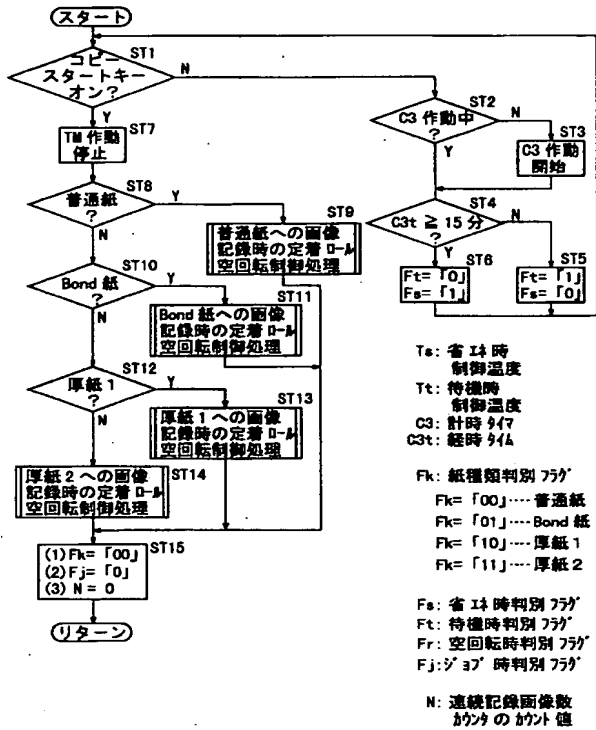 スタート
ST1
コピー
スタートキー
オン?
N
Y
ST7
TM 作動
停止
ST8
普通紙
?
Y
N
ST9
普通紙への画像
記録時の定着ロール
空回転制御処理
ST10
Bond 紙
?
Y
N
ST11
Bond 紙への画像
記録時の定着ロール
空回転制御処理
ST12
厚紙 1
?
Y
N
ST13
厚紙 1 への画像
記録時の定着ロール
空回転制御処理
ST14
厚紙 2 への画像
記録時の定着ロール
空回転制御処理
ST15
(1) Fk=「00」
(2) Fj=「0」
(3) N = 0
リターン
ST2
C3 作動中
?
N
Y
ST3
C3 作動
開始
ST4
C3t ≧ 15 分
?
N
Y
ST6
Ft=「0」
Fs=「1」
ST5
Ft=「1」
Fs=「0」
Ts: 省エネ時
制御温度
Tt: 待機時
制御温度
C3: 計時タイマ
C3t: 経時タイム
Fk: 紙種類判別フラグ
Fk=「00」‥‥普通紙
Fk=「01」‥‥Bond 紙
Fk=「10」‥‥厚紙 1
Fk=「11」‥‥厚紙 2
Fs: 省エネ時判別フラグ
Ft: 待機時判別フラグ
Fr: 空回転時判別フラグ
Fj:ジョブ時判別フラグ
N: 連続記録画像数
カウンタのカウント値